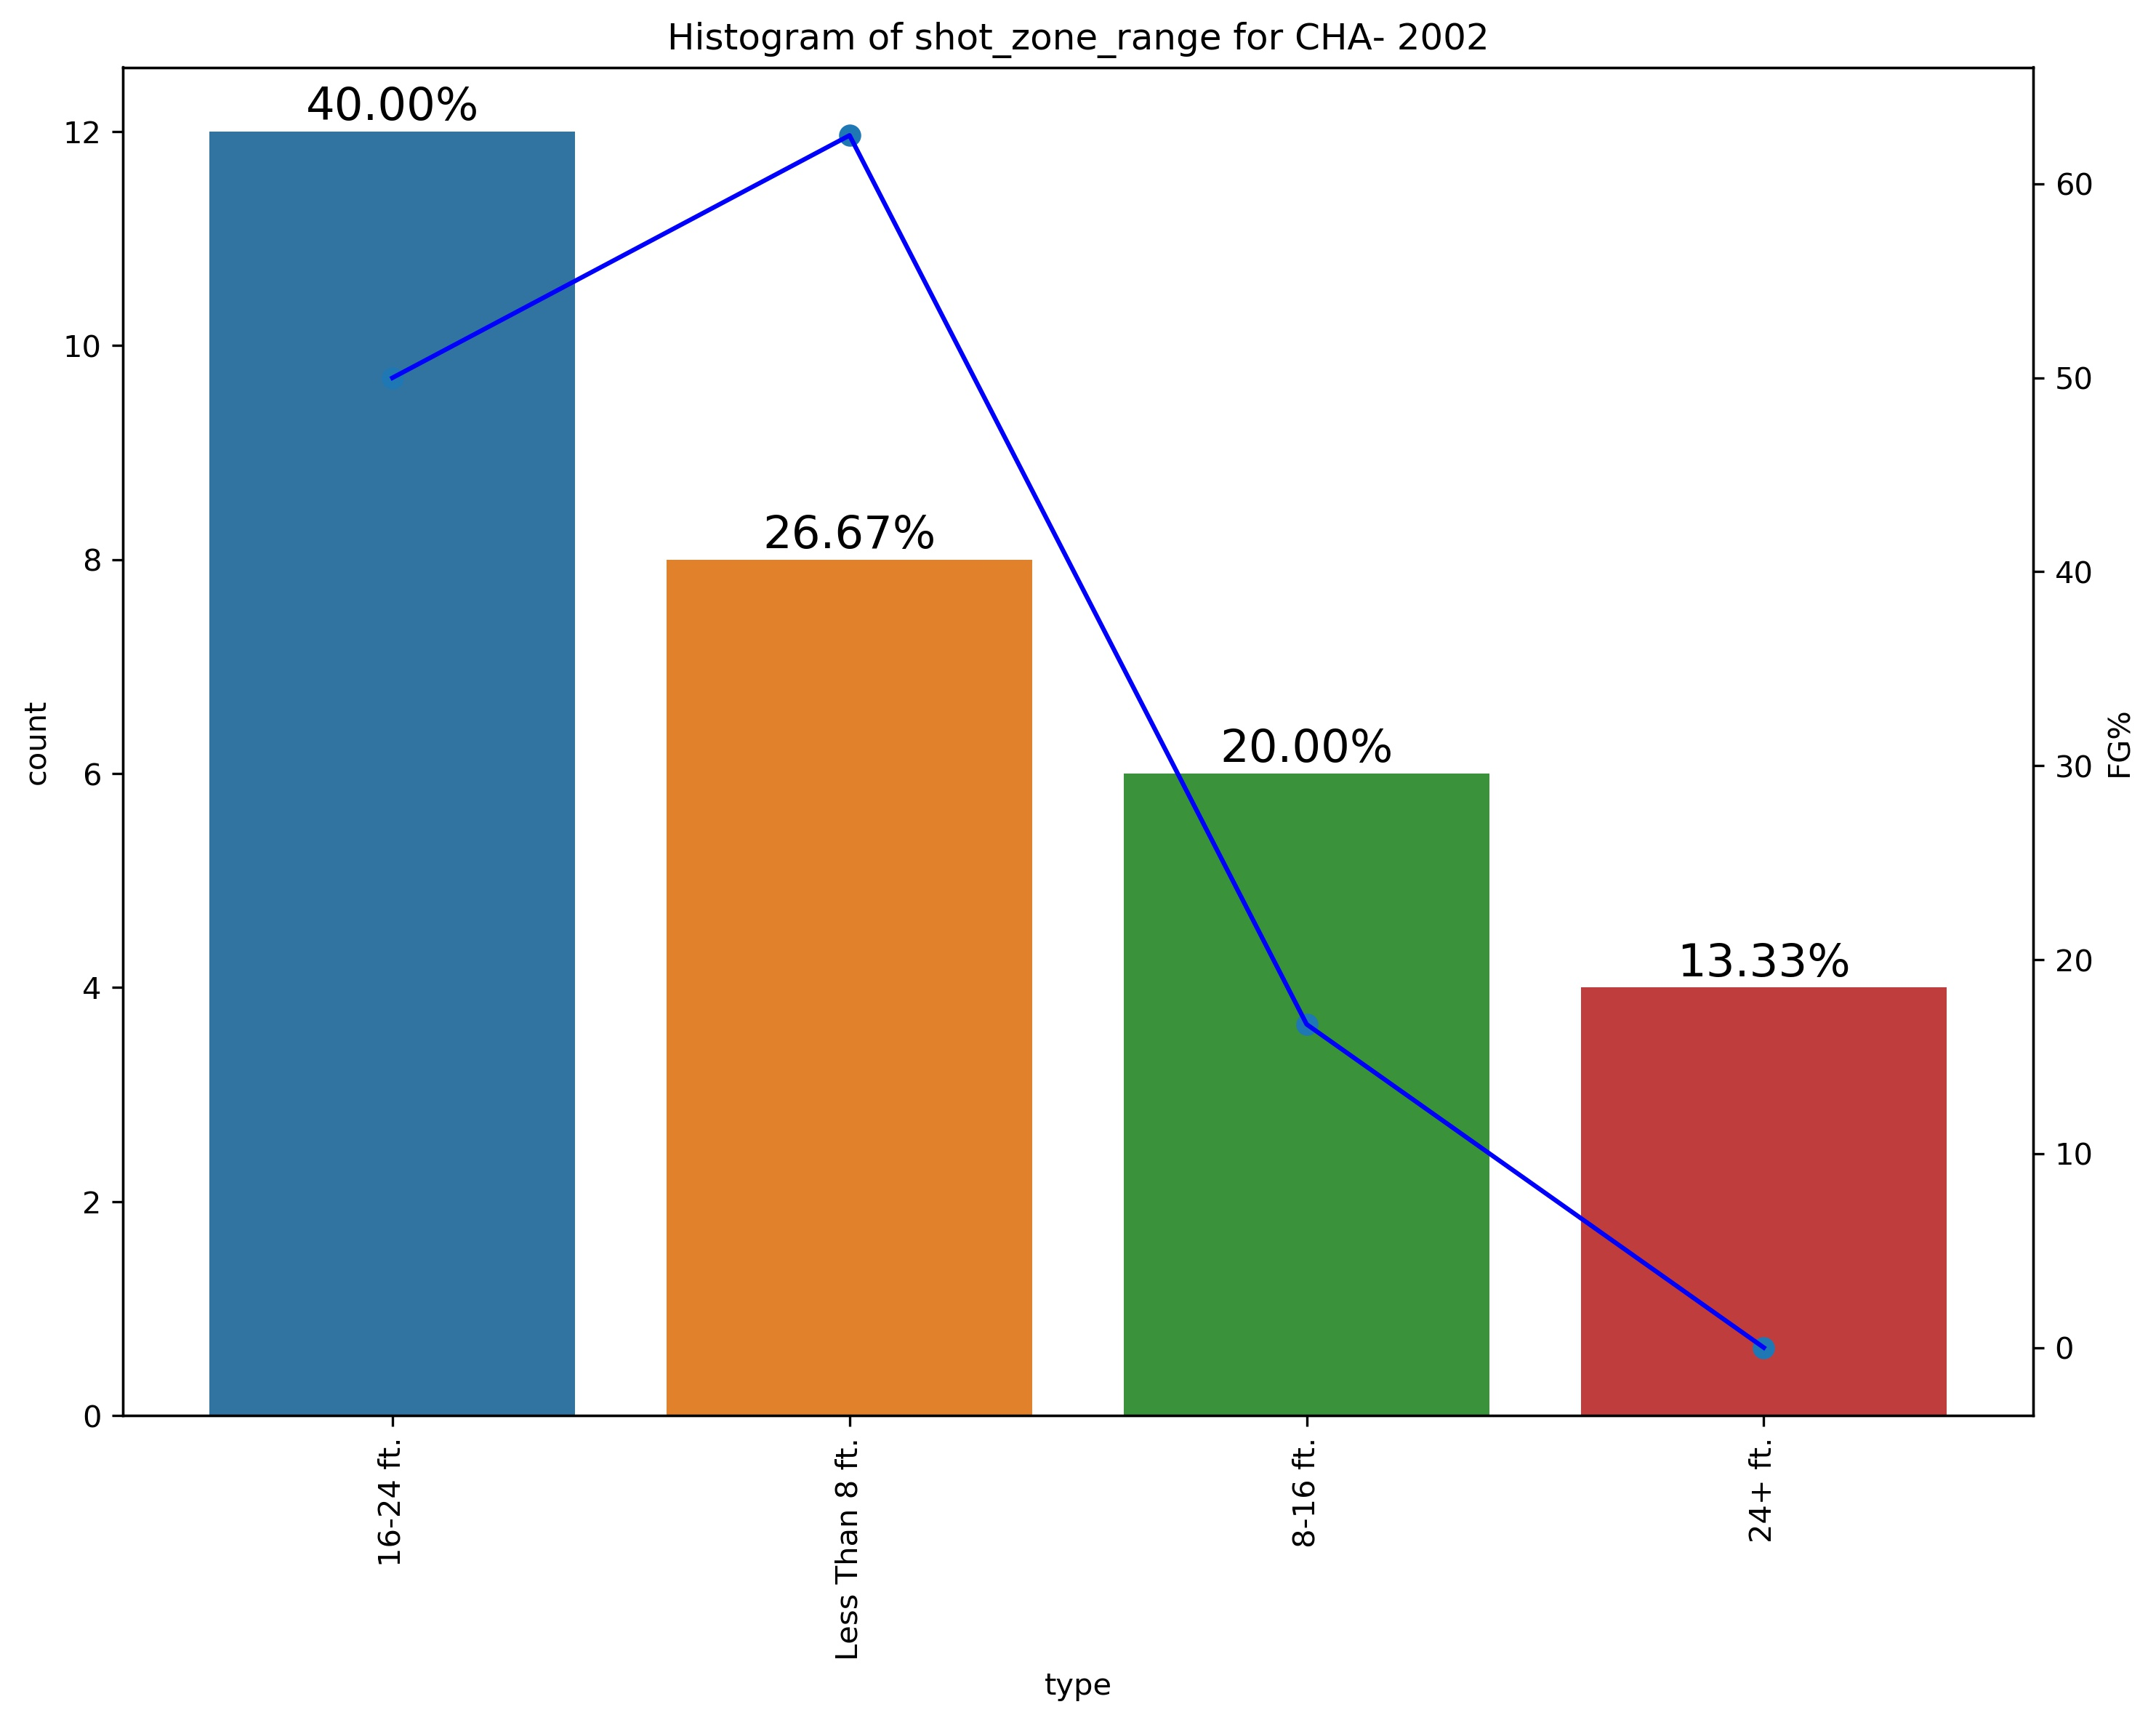 Histogram of shot_zone_range for CHA- 2002
40.00%
26.67%
20.00%
13.33%
12
10
8
6
4
2
0
count
60
50
40
30
20
10
0
FG%
16-24 ft.
Less Than 8 ft.
8-16 ft.
24+ ft.
type